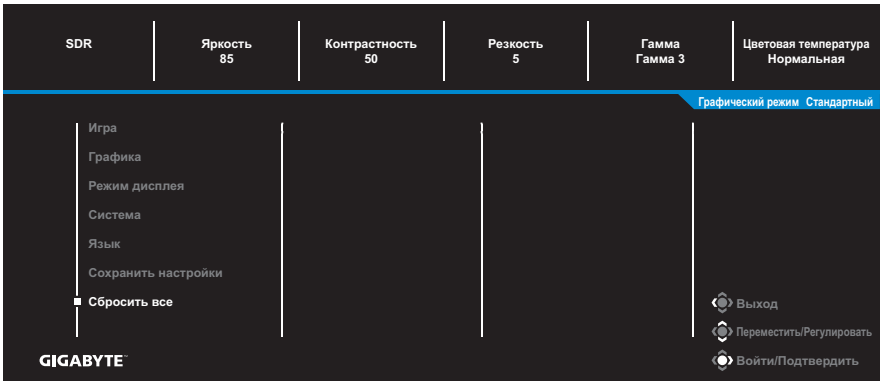 SDR
Яркость
85
Контрастность
50
Резкость
5
Гамма
Гамма 3
Цветовая температура
Нормальная
Графический режим Стандартный
Игра
Графика
Режим дисплея
Система
Язык
Сохранить настройки
Сбросить все
Выход
Переместить/Регулировать
Войти/Подтвердить
GIGABYTE™